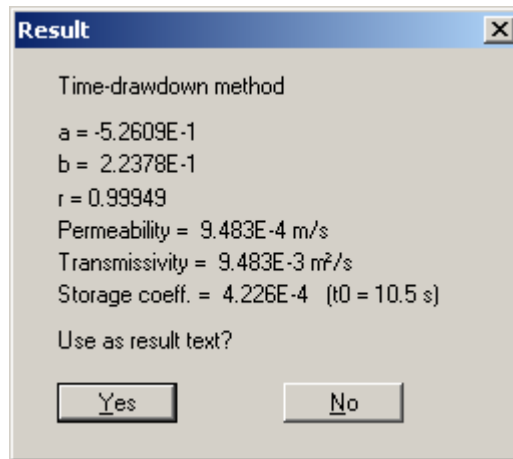 Result
Time-drawdown method
a = -5.2609E-1
b = 2.2378E-1
r = 0.99949
Permeability = 9.483E-4 m/s
Transmissivity = 9.483E-3 m²/s
Storage coeff. = 4.226E-4 (t0 = 10.5 s)
Use as result text?
Yes No